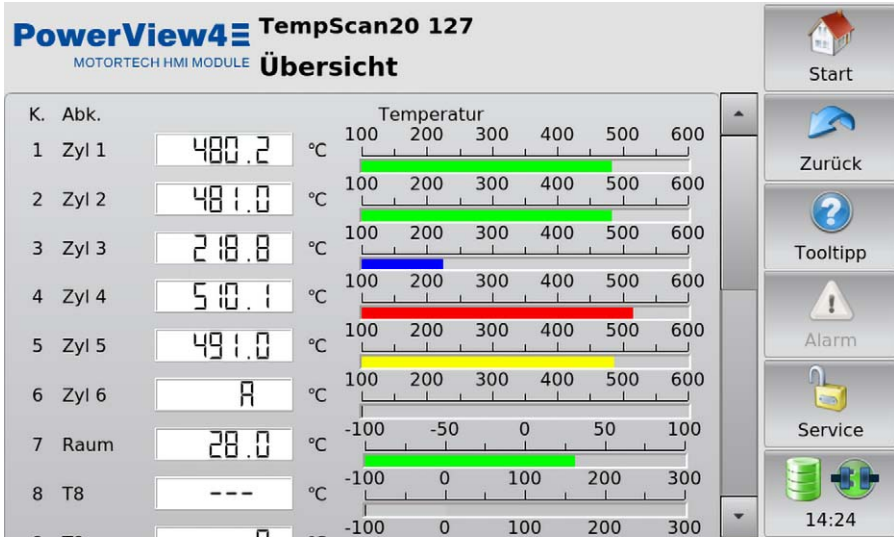 PowerView4
MOTORTECH HMI MODULE
TempScan20 127
Übersicht
K. Abk. Temperatur
100 200 300 400 500 600
1 Zyl 1 480.2 °C
100 200 300 400 500 600
2 Zyl 2 481.0 °C
100 200 300 400 500 600
3 Zyl 3 218.8 °C
100 200 300 400 500 600
4 Zyl 4 510.1 °C
100 200 300 400 500 600
5 Zyl 5 491.0 °C
100 200 300 400 500 600
6 Zyl 6 A °C
-100 -50 0 50 100
7 Raum 28.0 °C
-100 0 100 200 300
8 T8 --- °C
-100 0 100 200 300
Start
Zurück
Tooltipp
Alarm
Service
14:24